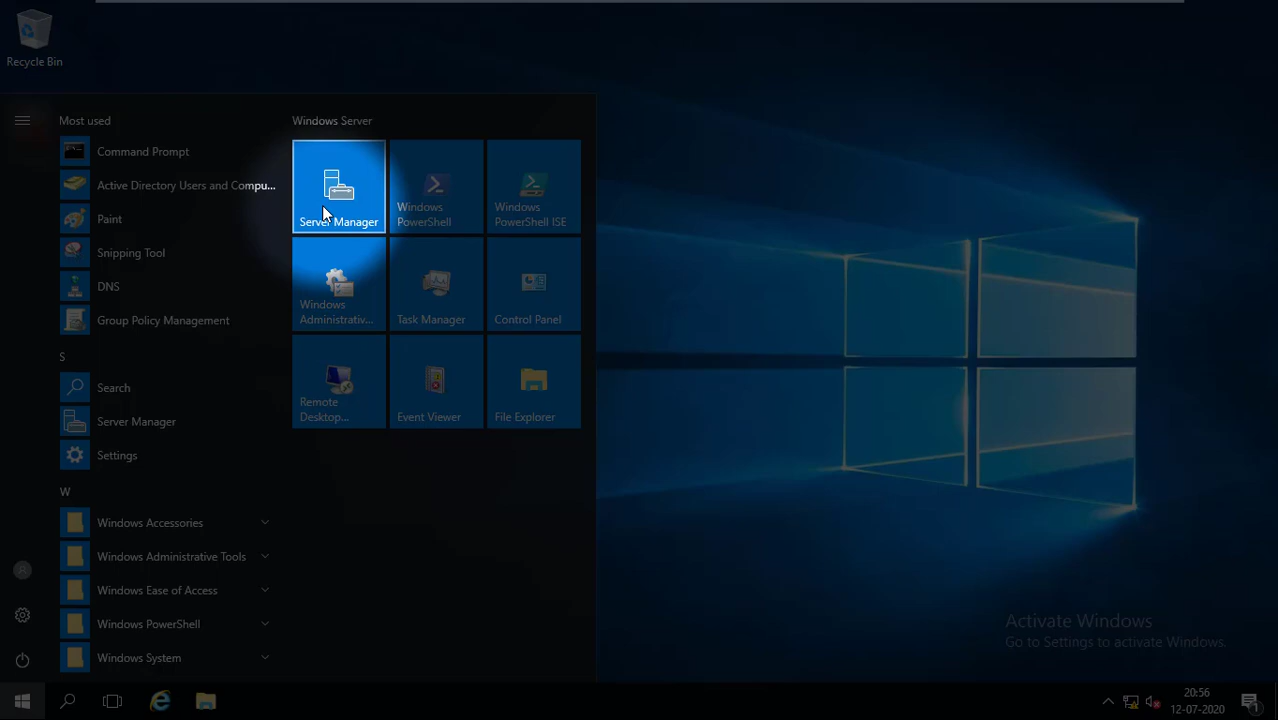 Recycle Bin
Most used
Command Prompt
Active Directory Users and Compu...
Paint
Snipping Tool
DNS
Group Policy Management
S
Search
Server Manager
Settings
W
Windows Accessories
Windows Administrative Tools
Windows Ease of Access
Windows PowerShell
Windows System
Windows Server
Server Manager
Windows
PowerShell
Windows
PowerShell ISE
Windows
Administrativ...
Task Manager
Control Panel
Remote
Desktop...
Event Viewer
File Explorer
Activate Windows
Go to Settings to activate Windows.
20:56
12-07-2020
1